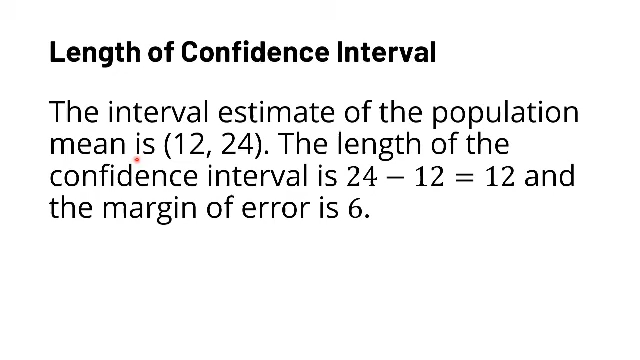 Length of Confidence Interval
The interval estimate of the population
mean is (12, 24). The length of the
confidence interval is 24 − 12 = 12 and
the margin of error is 6.